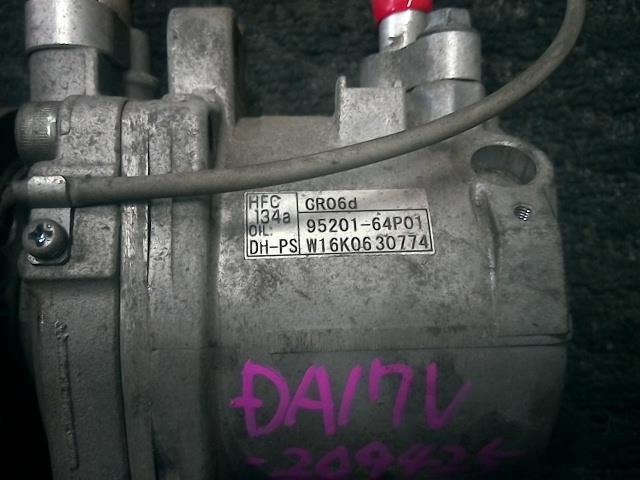 HFC 134a CR06d
OIL: 95201-64P01
DH-PS W16K0630774
DA17V